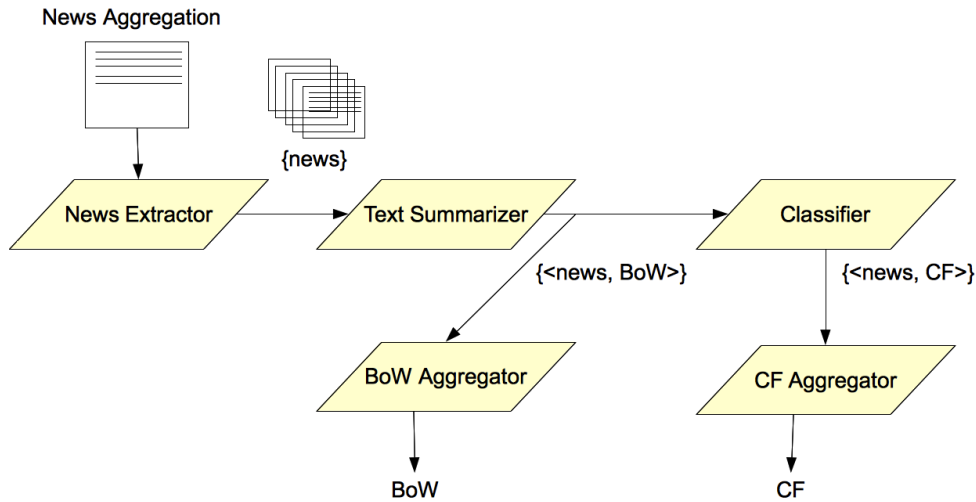 News Aggregation
{news}
News Extractor
Text Summarizer
Classifier
{<news, BoW>}
{<news, CF>}
BoW Aggregator
CF Aggregator
BoW
CF